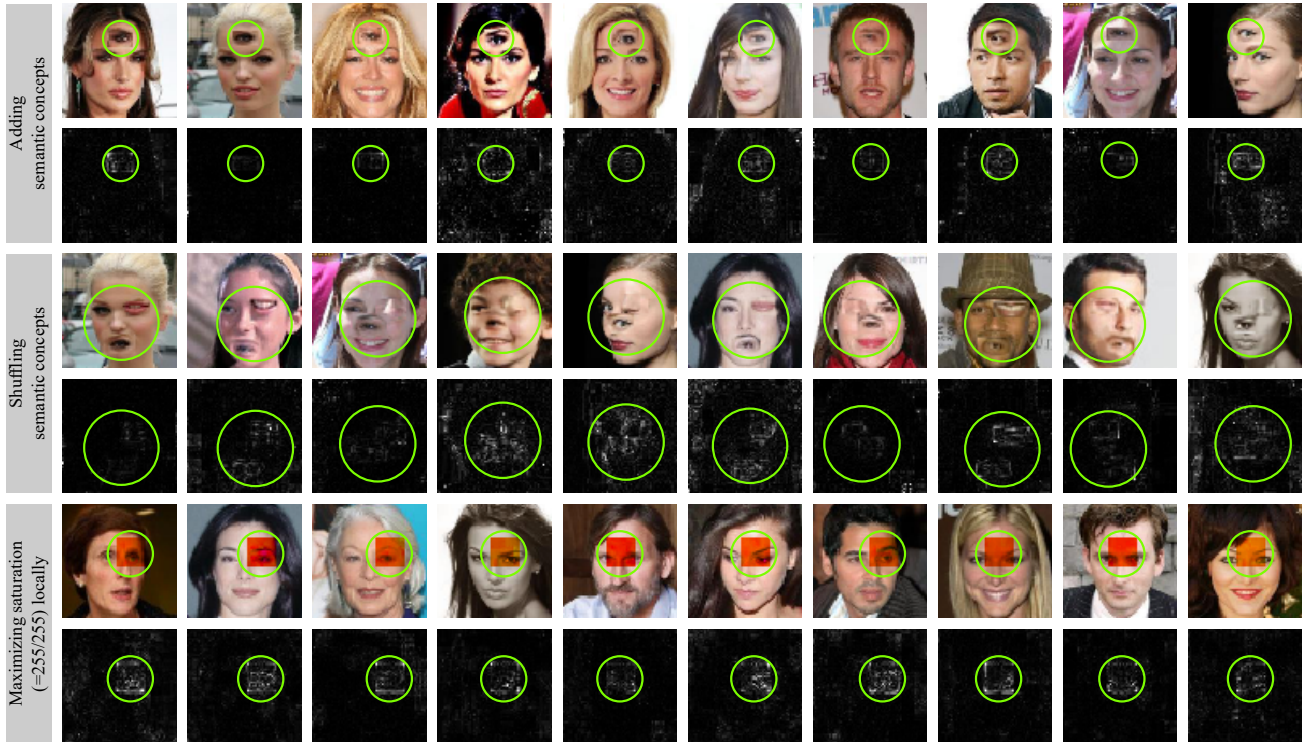 Adding
semantic concepts
Shuffling
semantic concepts
Maximizing saturation
(=255/255) locally